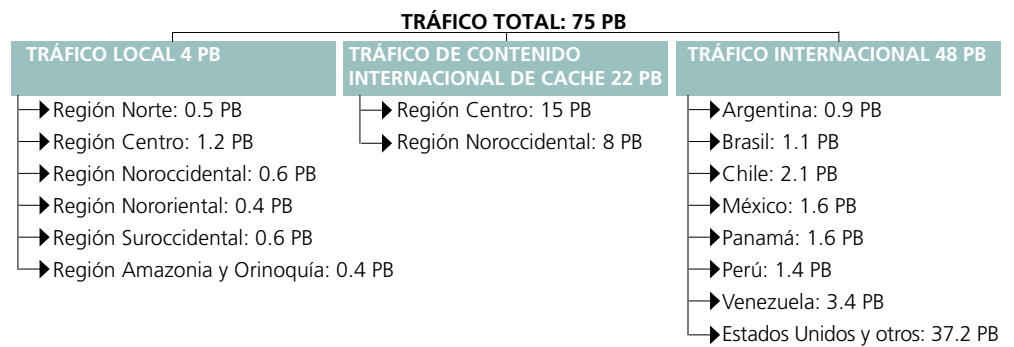 TRÁFICO TOTAL: 75 PB
TRÁFICO LOCAL 4 PB
Región Norte: 0.5 PB
Región Centro: 1.2 PB
Región Noroccidental: 0.6 PB
Región Nororiental: 0.4 PB
Región Suroccidental: 0.6 PB
Región Amazonia y Orinoquía: 0.4 PB
TRÁFICO DE CONTENIDO
INTERNACIONAL DE CACHE 22 PB
Región Centro: 15 PB
Región Noroccidental: 8 PB
TRÁFICO INTERNACIONAL 48 PB
Argentina: 0.9 PB
Brasil: 1.1 PB
Chile: 2.1 PB
México: 1.6 PB
Panamá: 1.6 PB
Perú: 1.4 PB
Venezuela: 3.4 PB
Estados Unidos y otros: 37.2 PB